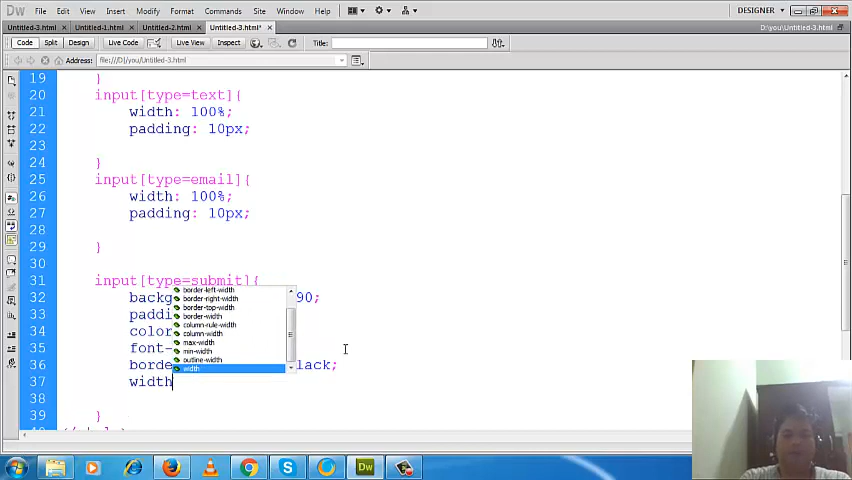 File Edit View Insert Modify Format Commands Site Window Help DESIGNER
Untitled-3.html × Untitled-1.html × Untitled-2.html × Untitled-3.html* × D:\you\Untitled-3.html
Code Split Design Live Code Live View Inspect Title:
Address: file:///D|/you/Untitled-3.html
19 }
20 input[type=text]{
21 width: 100%;
22 padding: 10px;
23
24 }
25 input[type=email]{
26 width: 100%;
27 padding: 10px;
28
29 }
30
31 input[type=submit]{
border-left-width
32 backg 90;
border-right-width
border-top-width
33 paddi
border-width
column-rule-width
34 color
column-width
max-width
35 font-
min-width
outline-width
36 borde lack;
width
37 width
38
39 }